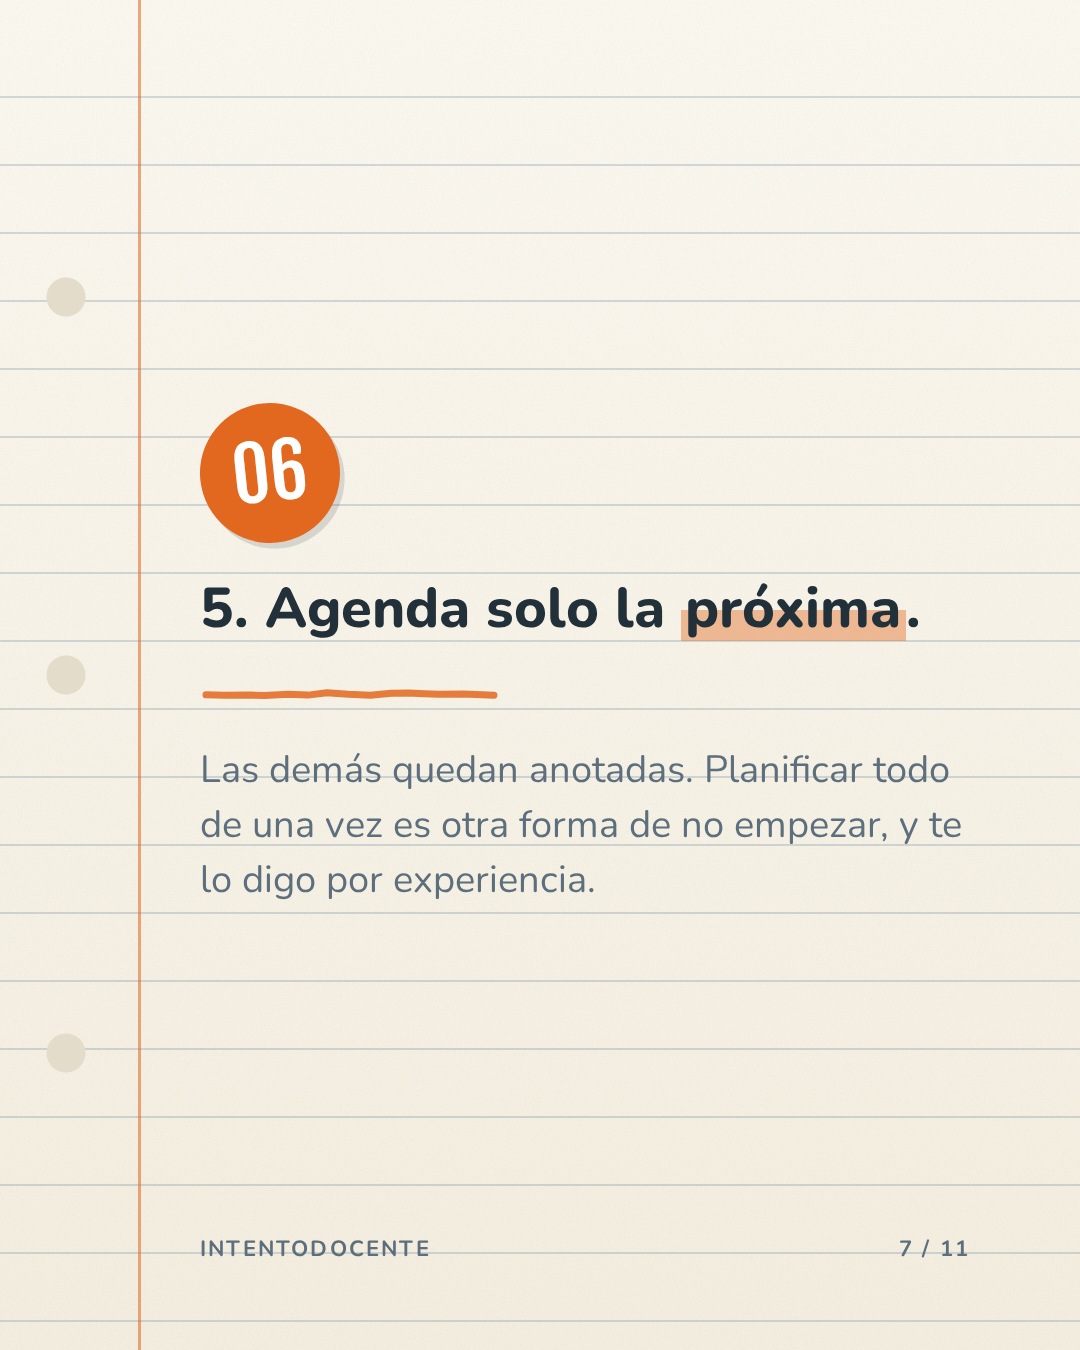 06
5. Agenda solo la próxima.
Las demás quedan anotadas. Planificar todo
de una vez es otra forma de no empezar, y te
lo digo por experiencia.
INTENTODOCENTE
7 / 11